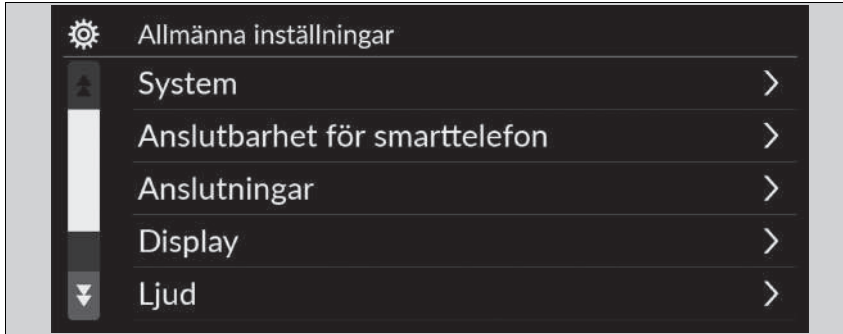 Allmänna inställningar
System
Anslutbarhet för smarttelefon
Anslutningar
Display
Ljud